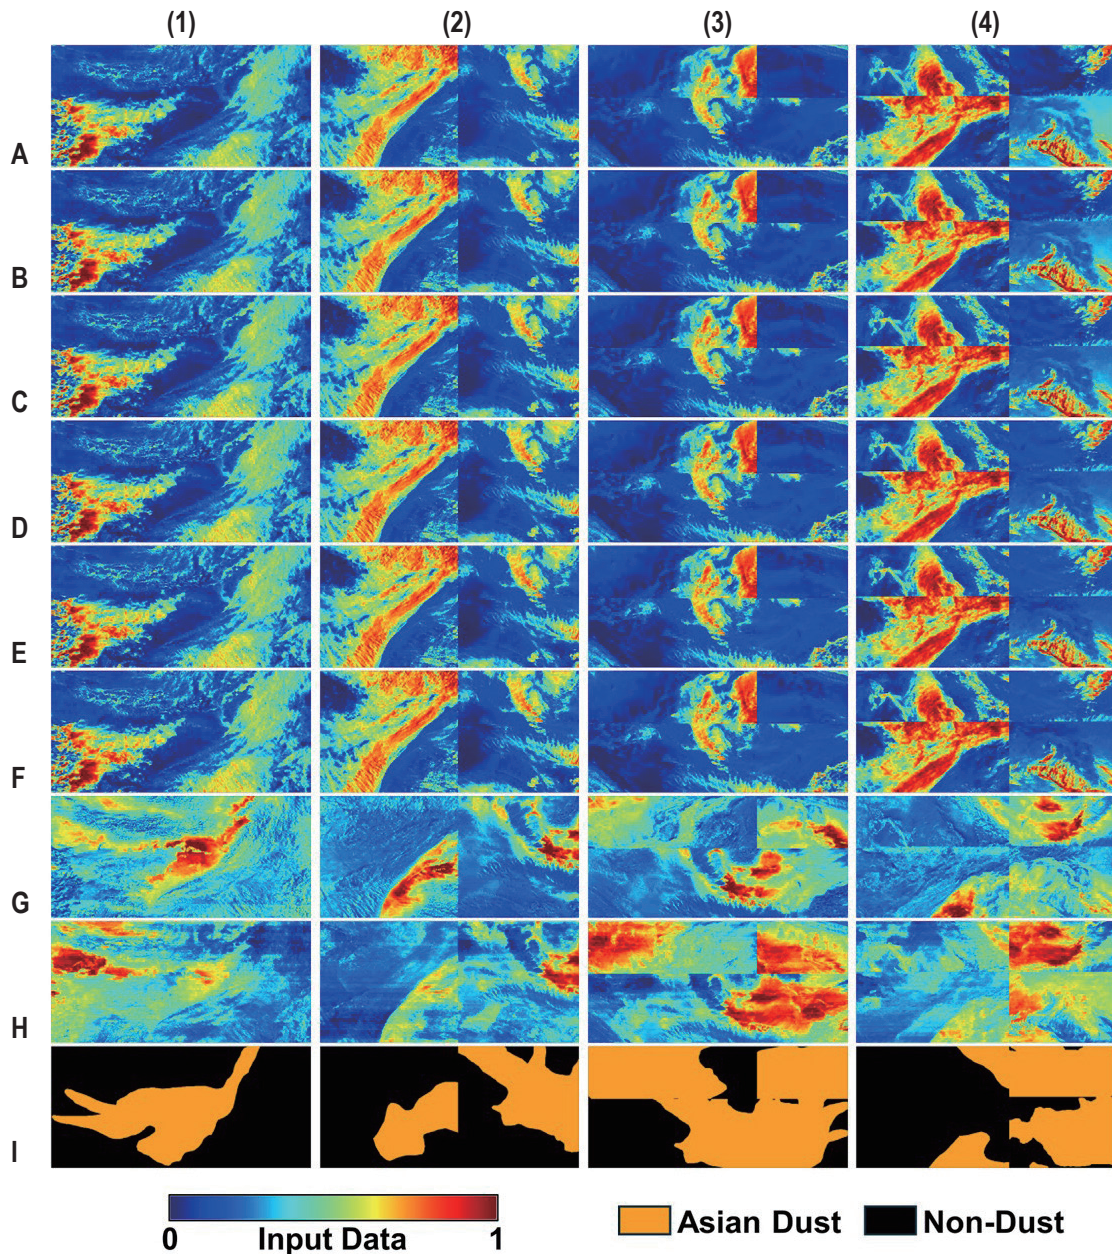 (1) (2) (3) (4)
A
B
C
D
E
F
G
H
I
0 Input Data 1
Asian Dust Non-Dust